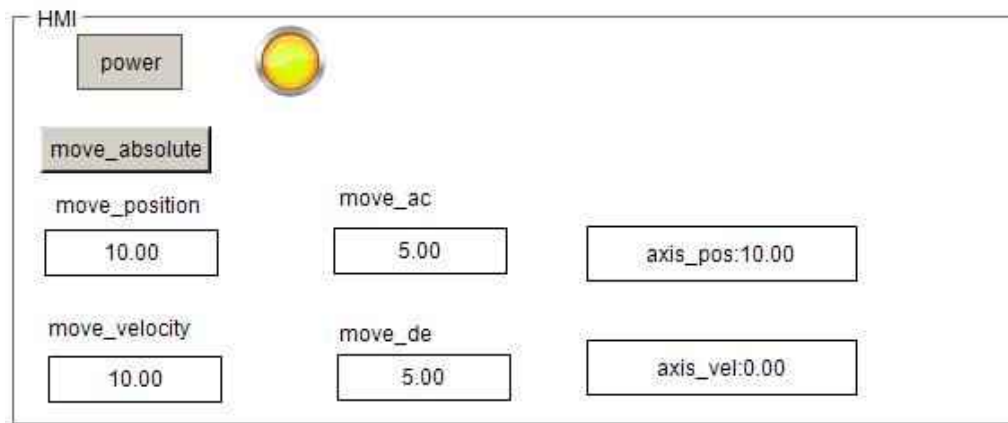 HMI
power
move_absolute
move_position
move_ac
10.00
5.00
axis_pos:10.00
move_velocity
move_de
10.00
5.00
axis_vel:0.00